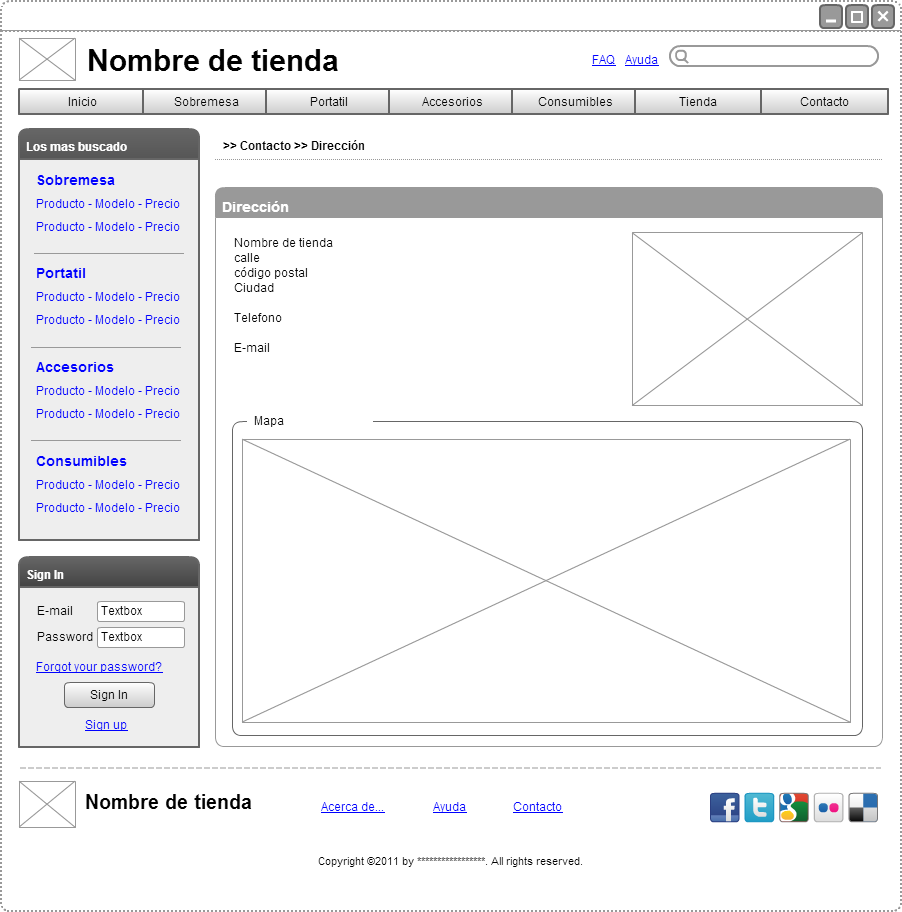 Nombre de tienda
FAQ Ayuda
Inicio Sobremesa Portatil Accesorios Consumibles Tienda Contacto
Los mas buscado
Sobremesa
Producto - Modelo - Precio
Producto - Modelo - Precio
Portatil
Producto - Modelo - Precio
Producto - Modelo - Precio
Accesorios
Producto - Modelo - Precio
Producto - Modelo - Precio
Consumibles
Producto - Modelo - Precio
Producto - Modelo - Precio
Sign In
E-mail Textbox
Password Textbox
Forgot your password?
Sign In
Sign up
>> Contacto >> Dirección
Dirección
Nombre de tienda
calle
código postal
Ciudad
Telefono
E-mail
Mapa
Nombre de tienda
Acerca de... Ayuda Contacto
Copyright ©2011 by *****************. All rights reserved.